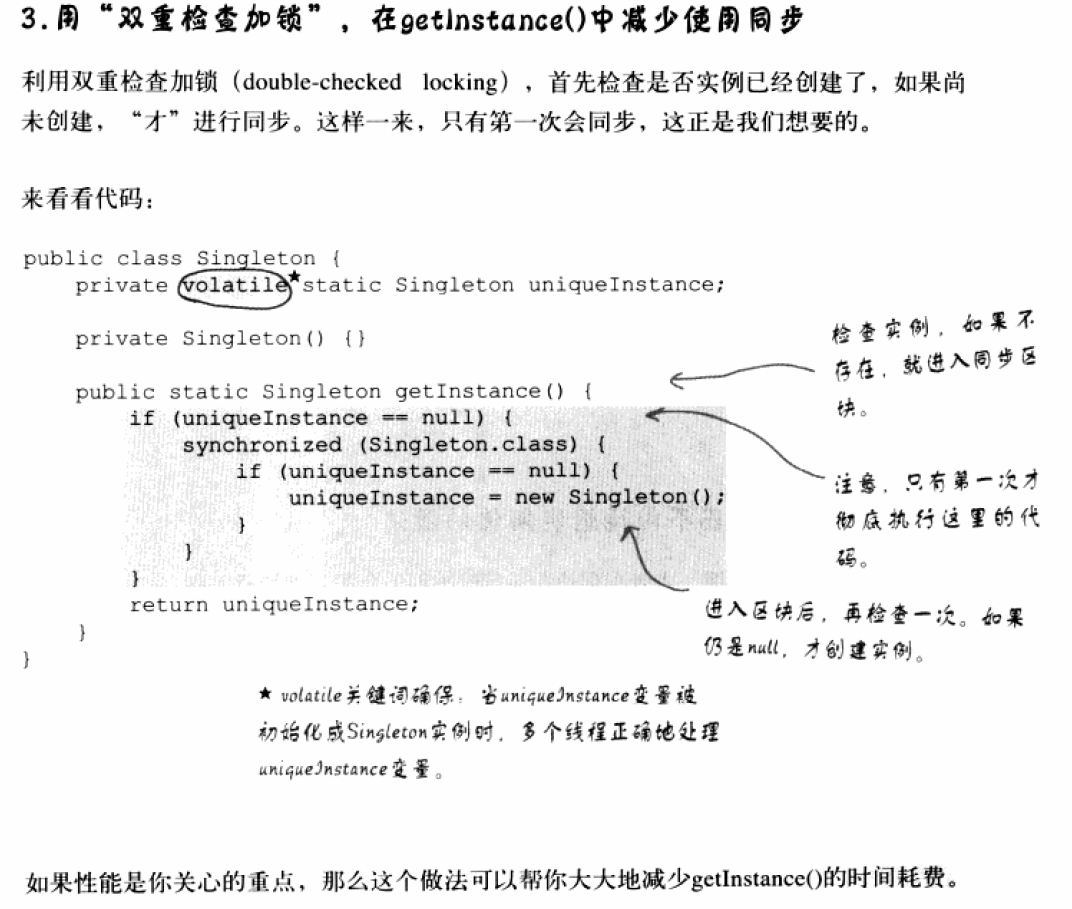 3.用“双重检查加锁”，在getInstance()中减少使用同步
利用双重检查加锁（double-checked locking），首先检查是否实例已经创建了，如果尚
未创建，“才”进行同步。这样一来，只有第一次会同步，这正是我们想要的。
来看看代码：
public class Singleton {
private volatile★static Singleton uniqueInstance;
private Singleton() {}
public static Singleton getInstance() {
if (uniqueInstance == null) {
synchronized (Singleton.class) {
if (uniqueInstance == null) {
uniqueInstance = new Singleton();
}
}
}
return uniqueInstance;
}
}
检查实例，如果不
存在，就进入同步区
块。
注意，只有第一次才
彻底执行这里的代
码。
进入区块后，再检查一次。如果
仍是null，才创建实例。
★ volatile关键词确保：当uniqueInstance变量被
初始化成Singleton实例时，多个线程正确地处理
uniqueInstance变量。
如果性能是你关心的重点，那么这个做法可以帮你大大地减少getInstance()的时间耗费。